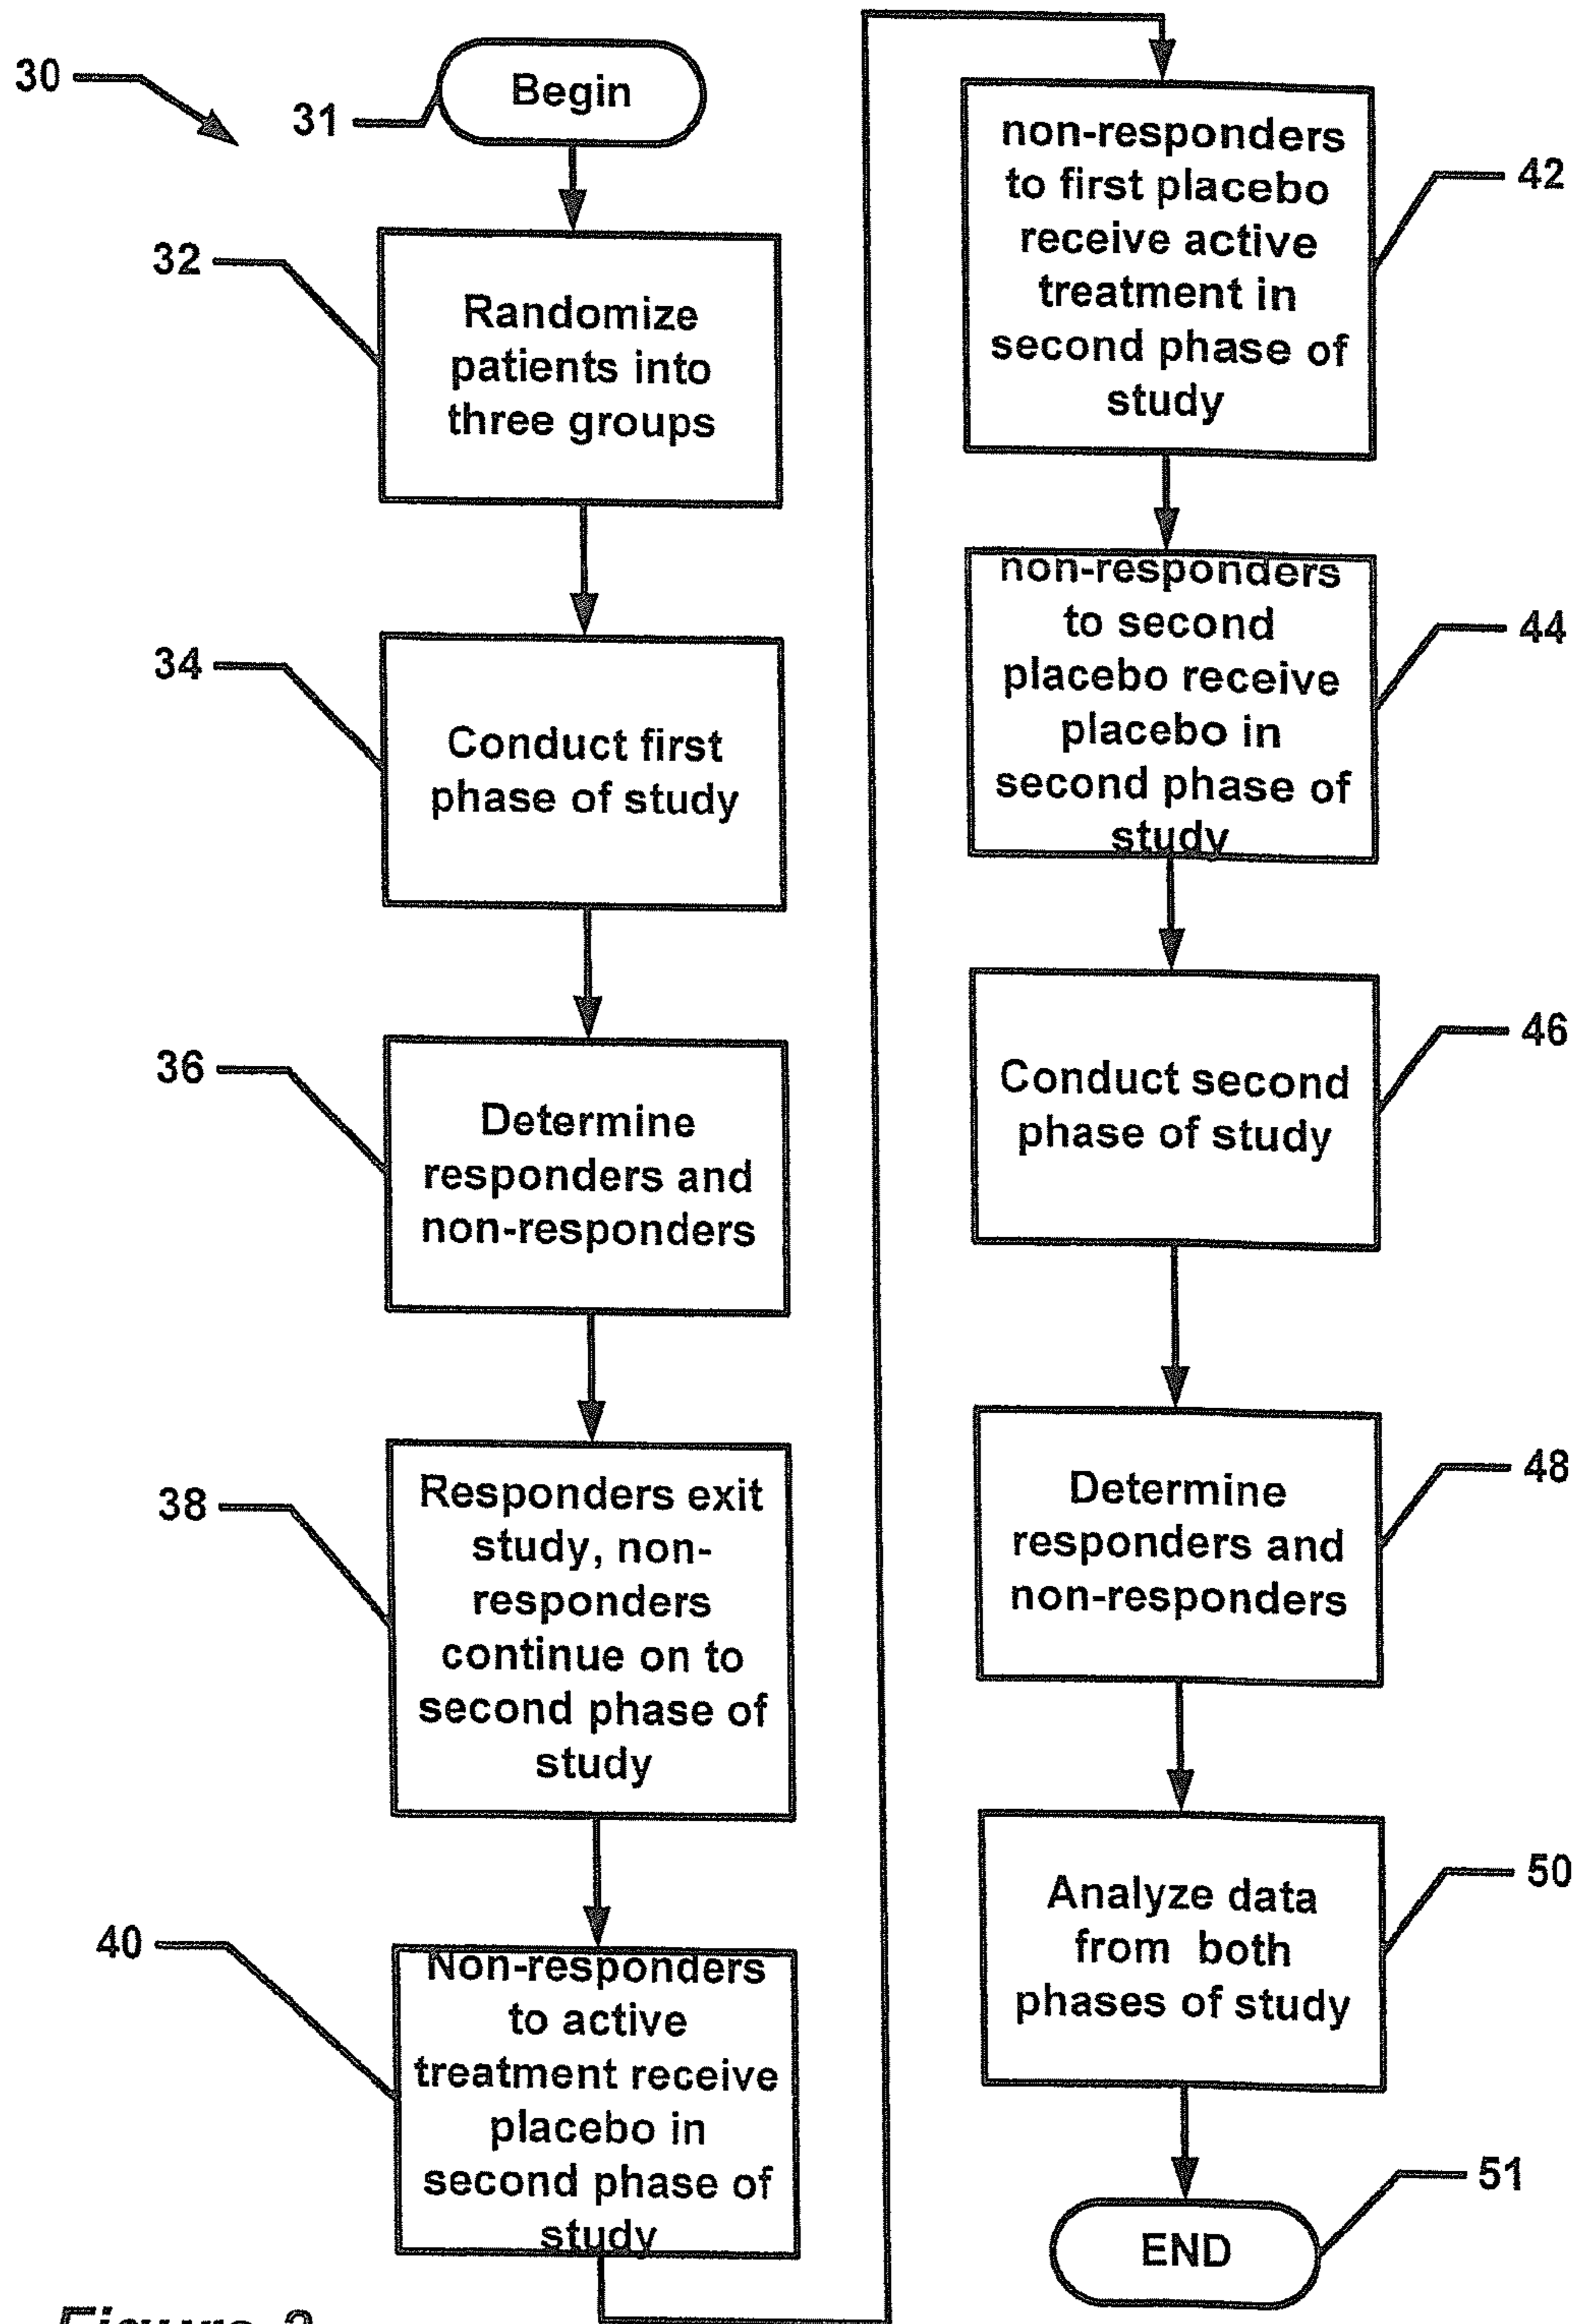 30
31
Begin
32
Randomize
patients into
three groups
34
Conduct first
phase of study
36
Determine
responders and
non-responders
38
Responders exit
study, non-
responders
continue on to
second phase of
study
40
Non-responders
to active
treatment receive
placebo in
second phase of
study
non-responders
to first placebo
receive active
treatment in
second phase of
study
42
non-responders
to second
placebo receive
placebo in
second phase of
study
44
Conduct second
phase of study
46
Determine
responders and
non-responders
48
Analyze data
from both
phases of study
50
END
51
Figure